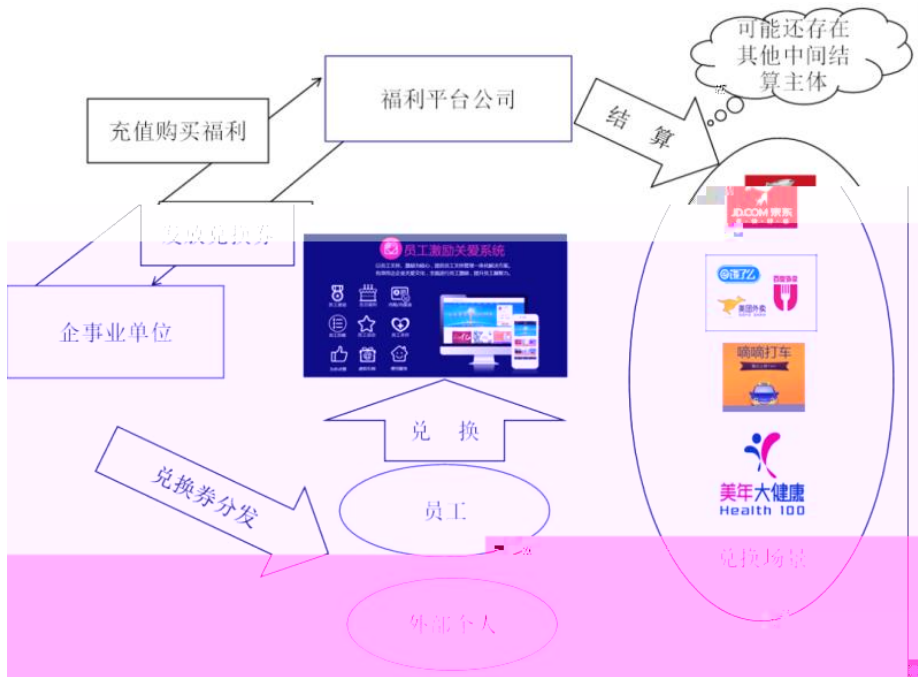 可能还存在
其他中间结
算主体
福利平台公司
结 算
充值购买福利
发放兑换券
JD.COM 京东
员工激励关爱系统
饿了么
百度外卖
美团外卖
企事业单位
嘀嘀打车
兑 换
美年大健康
Health 100
兑换券分发
员工
兑换场景
外部个人